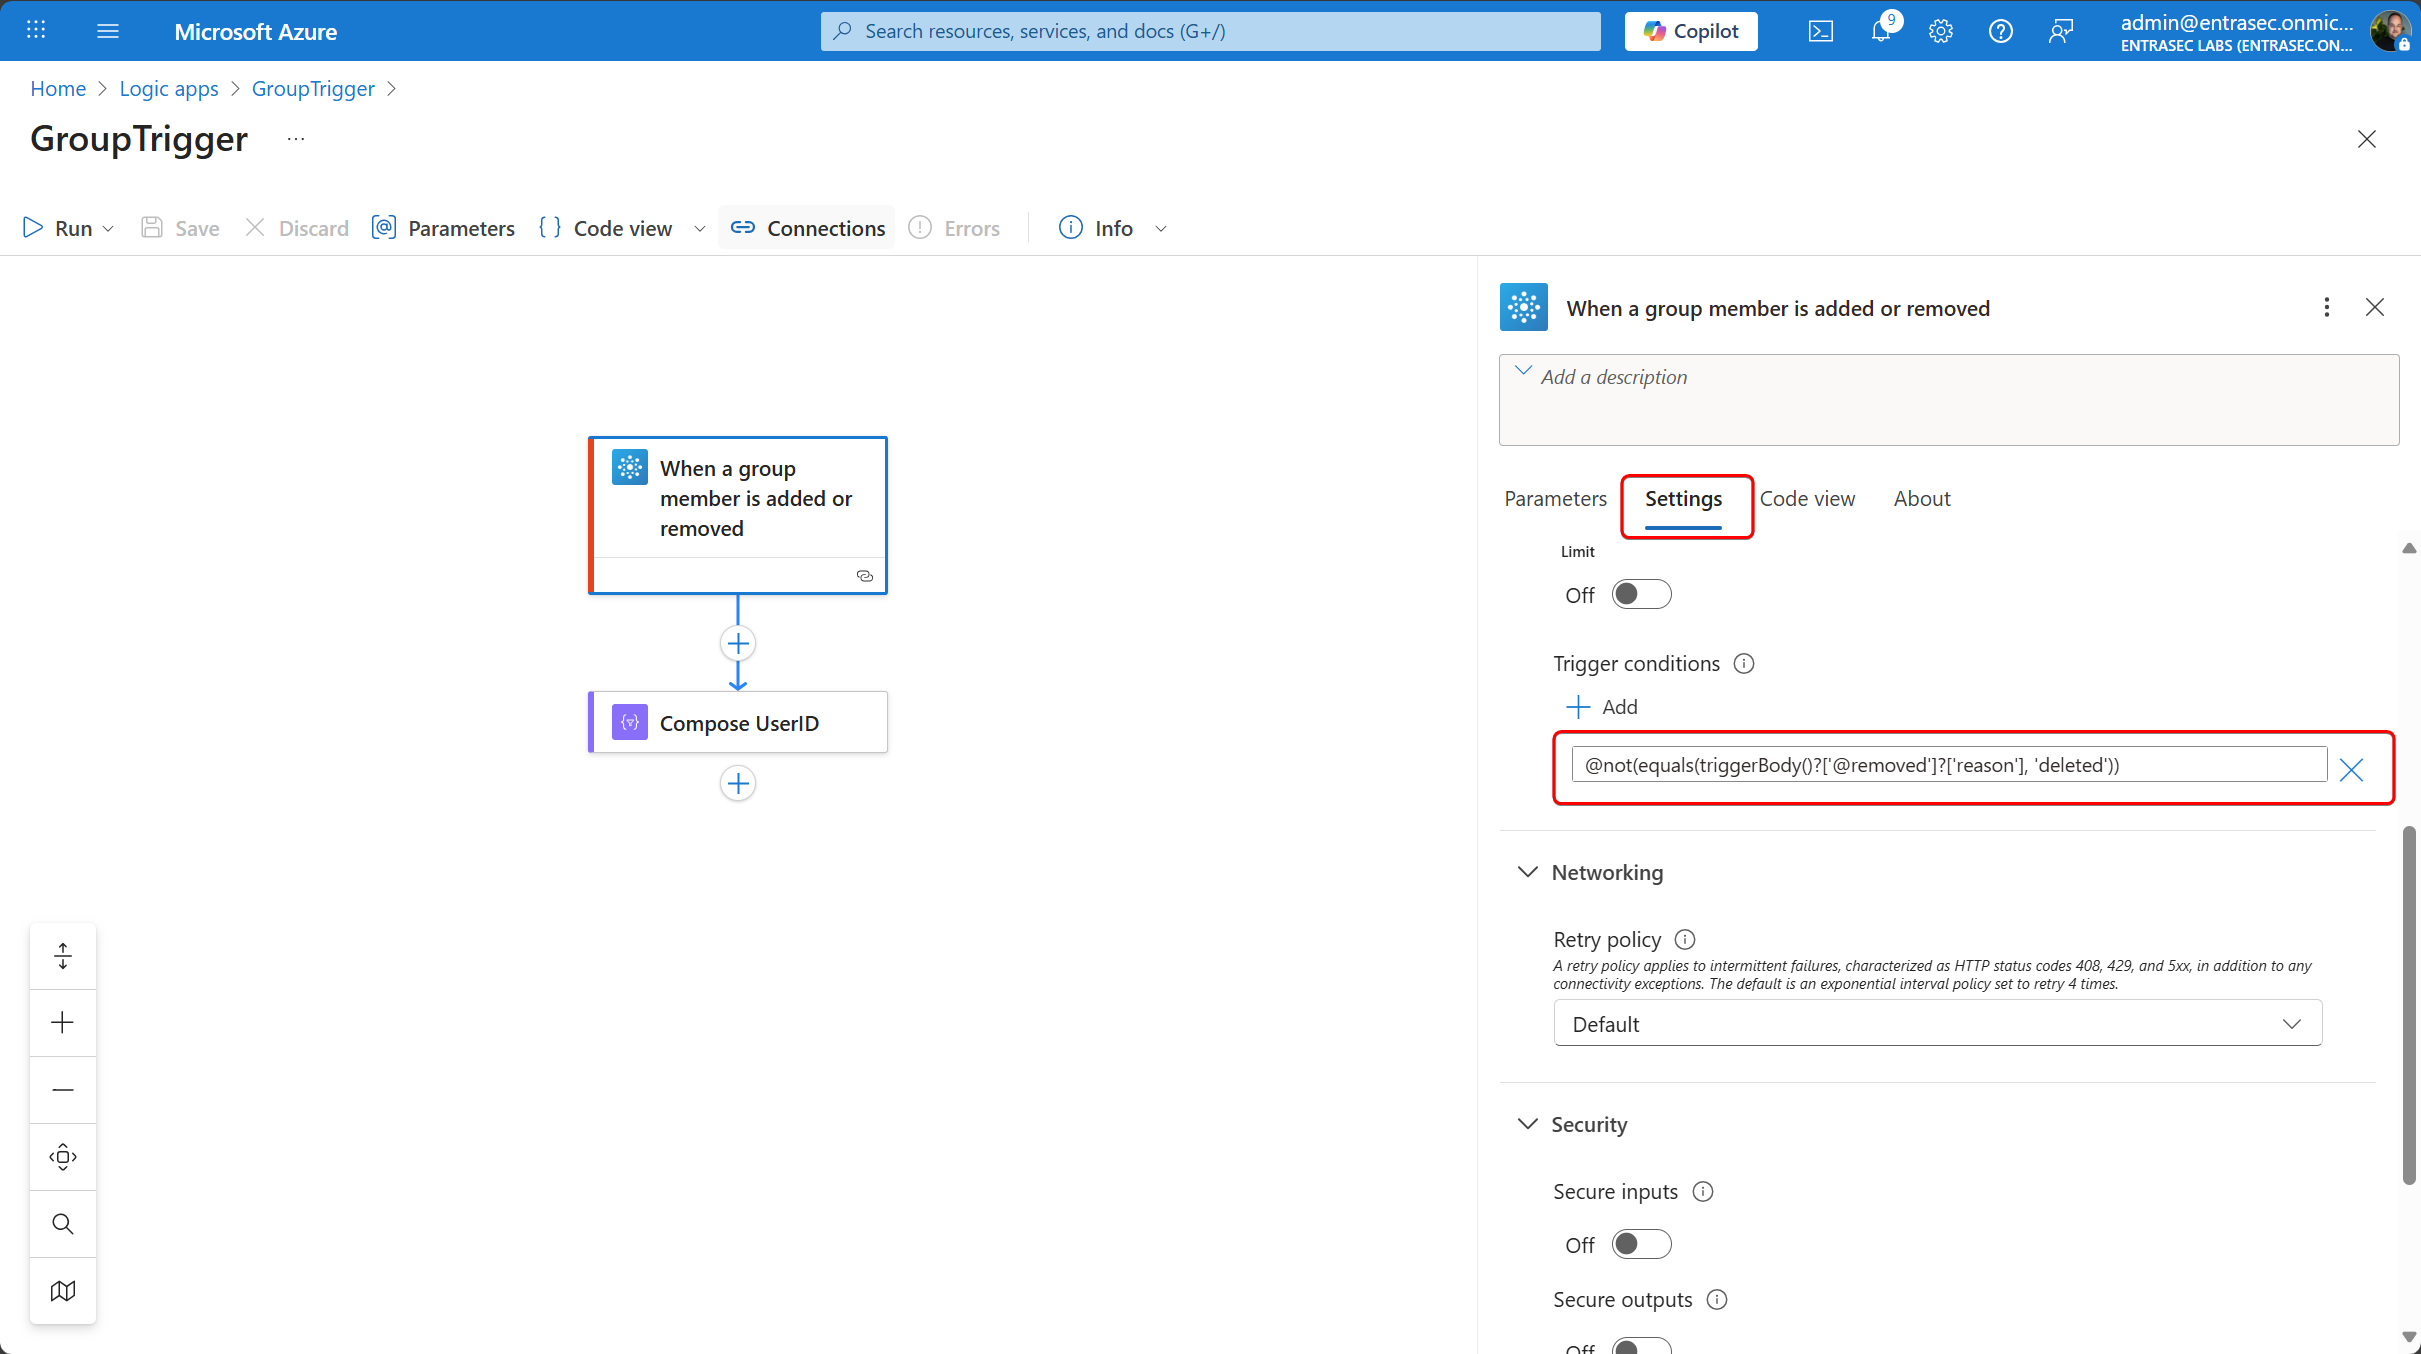 Microsoft Azure
Search resources, services, and docs (G+/)
Copilot
9
admin@entrasec.onmic...
ENTRASEC LABS (ENTRASEC.ON...
Home > Logic apps > GroupTrigger >
GroupTrigger ...
Run
Save
Discard
Parameters
Code view
Connections
Errors
Info
When a group member is added or removed
Add a description
Parameters
Settings
Code view
About
Limit
Off
Trigger conditions
Add
@not(equals(triggerBody()?['@removed']?['reason'], 'deleted'))
Networking
Retry policy
A retry policy applies to intermittent failures, characterized as HTTP status codes 408, 429, and 5xx, in addition to any
connectivity exceptions. The default is an exponential interval policy set to retry 4 times.
Default
Security
Secure inputs
Off
Secure outputs
Off
When a group
member is added or
removed
Compose UserID